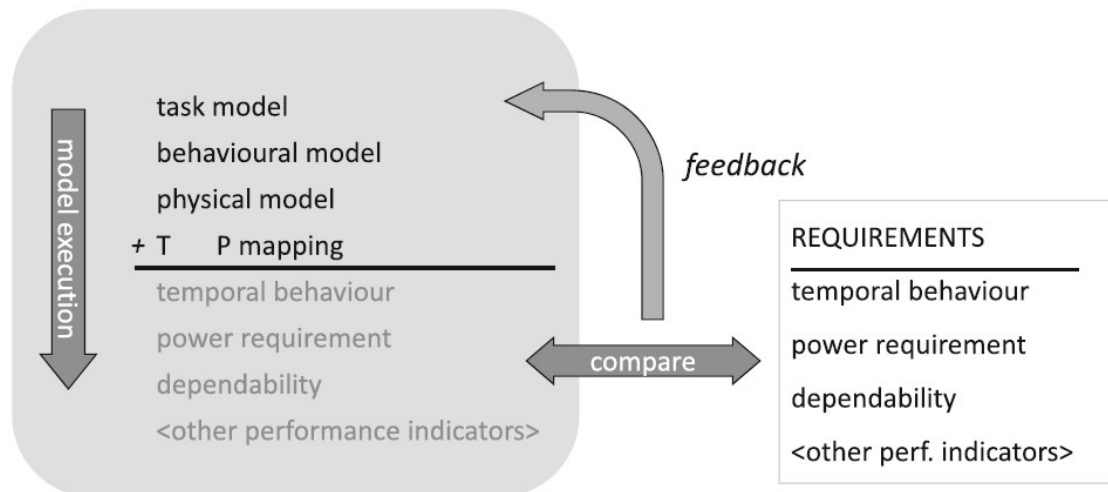 task model
behavioural model
physical model
+ T P mapping
temporal behaviour
power requirement
dependability
<other performance indicators>
model execution
feedback
compare
REQUIREMENTS
temporal behaviour
power requirement
dependability
<other perf. indicators>